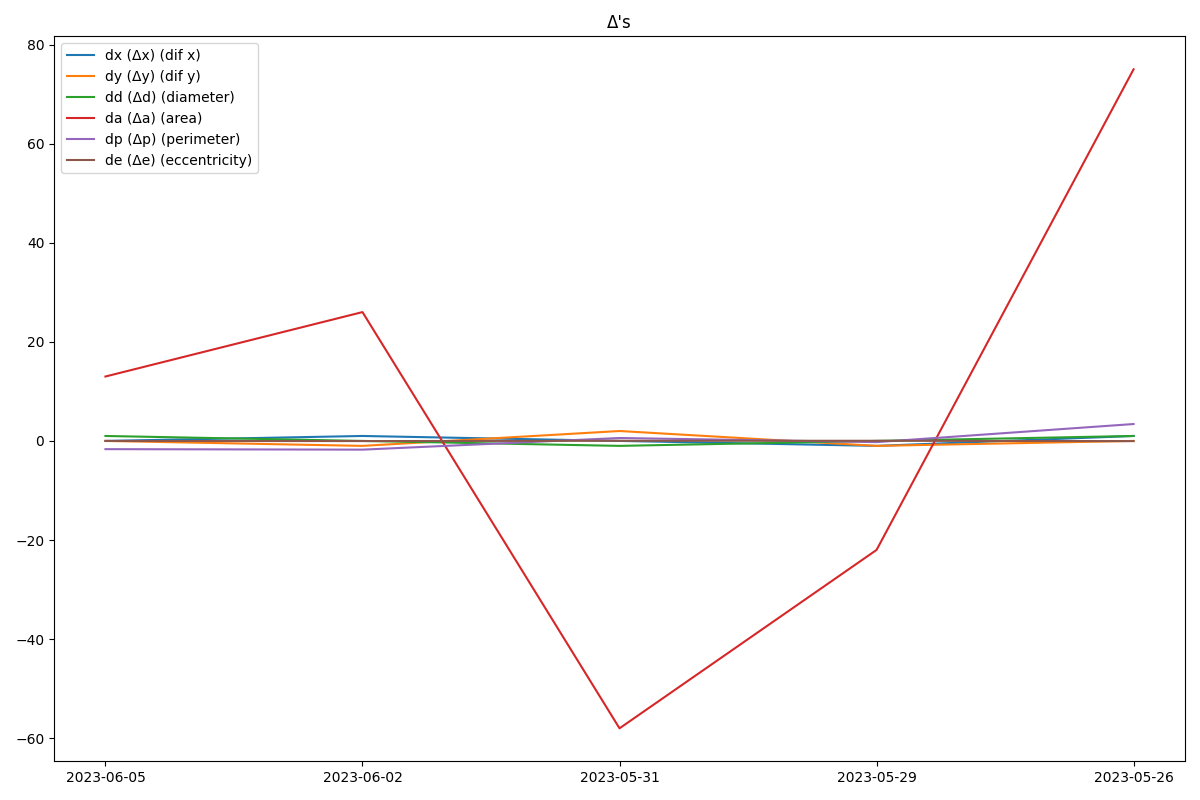 Δ's
80
60
40
20
0
−20
−40
−60
dx (Δx) (dif x)
dy (Δy) (dif y)
dd (Δd) (diameter)
da (Δa) (area)
dp (Δp) (perimeter)
de (Δe) (eccentricity)
2023-06-05
2023-06-02
2023-05-31
2023-05-29
2023-05-26